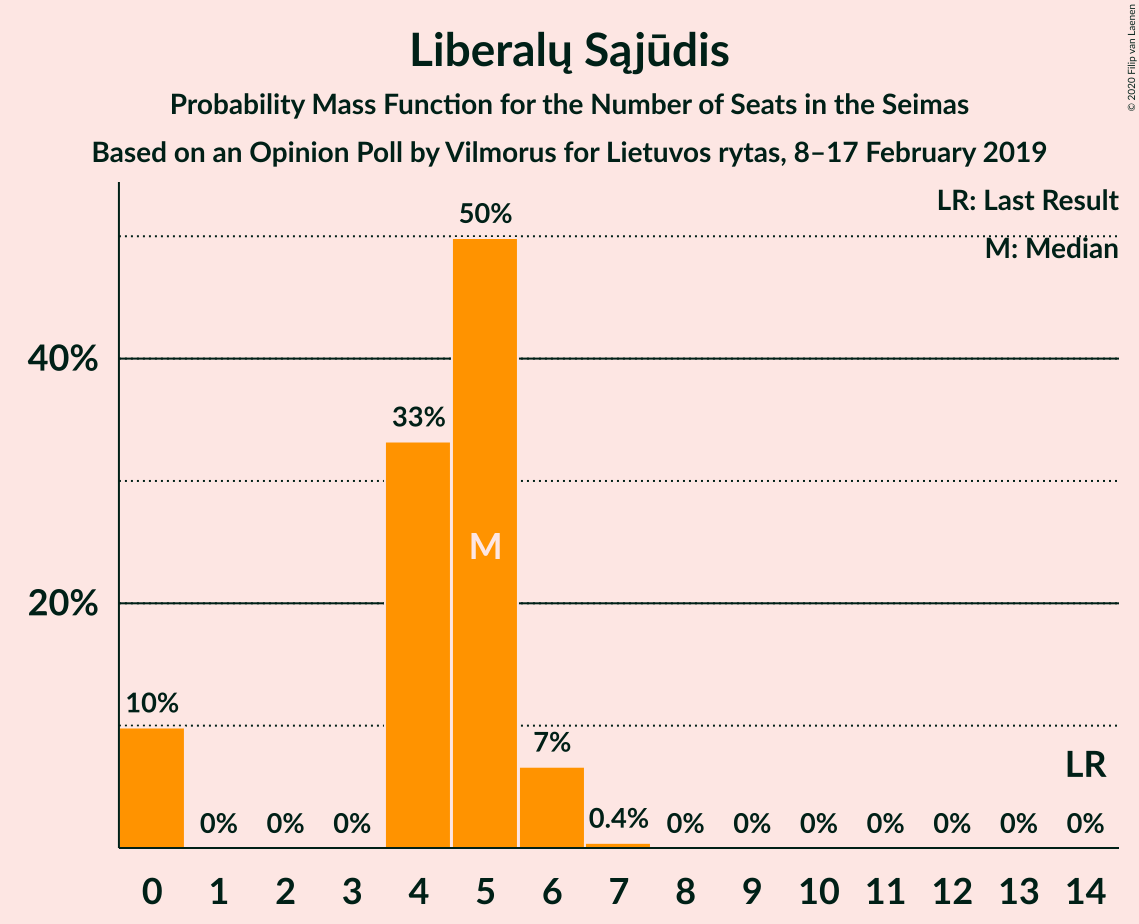 Liberalų Sąjūdis
Probability Mass Function for the Number of Seats in the Seimas
Based on an Opinion Poll by Vilmorus for Lietuvos rytas, 8–17 February 2019
© 2020 Filip van Laenen
LR: Last Result
M: Median
50%
40%
33%
M
20%
10%
7%
LR
0% 0% 0% 0.4% 0% 0% 0% 0% 0% 0% 0%
0 1 2 3 4 5 6 7 8 9 10 11 12 13 14